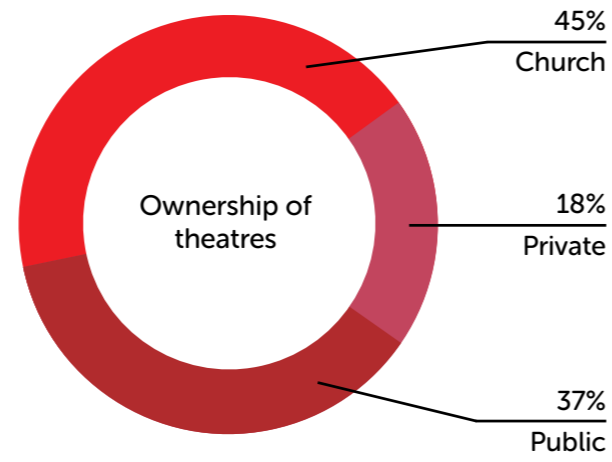 45%
Church
Ownership of
theatres
18%
Private
37%
Public